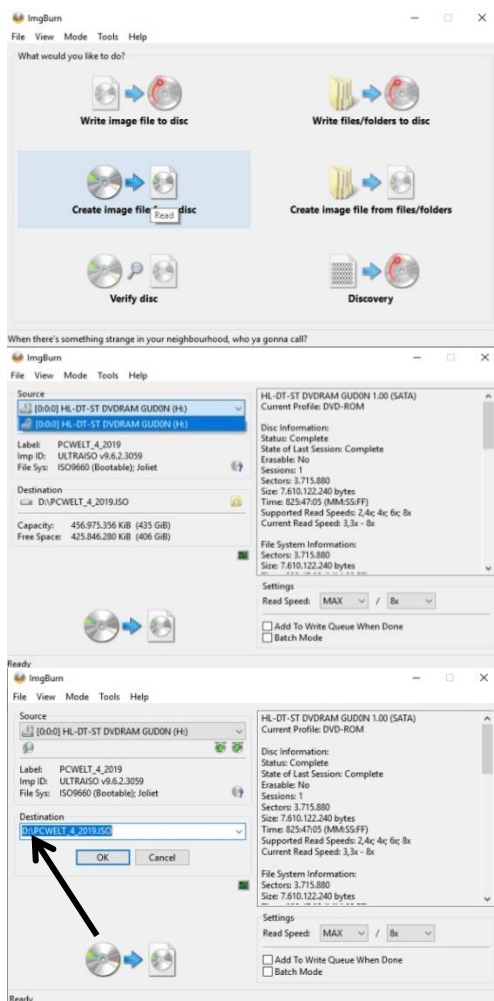 ImgBurn
File View Mode Tools Help
What would you like to do?
Write image file to disc
Write files/folders to disc
Create image file from disc
Read
Create image file from files/folders
Verify disc
Discovery
When there's something strange in your neighbourhood, who ya gonna call?
ImgBurn
File View Mode Tools Help
Source
[0:0:0] HL-DT-ST DVDRAM GUD0N (H:)
[0:0:0] HL-DT-ST DVDRAM GUD0N (H:)
Label: PCWELT_4_2019
Imp ID: ULTRAISO v9.6.2.3059
File Sys: ISO9660 (Bootable); Joliet
Destination
D:\PCWELT_4_2019.ISO
Capacity: 456.975.356 KiB (435 GiB)
Free Space: 425.846.280 KiB (406 GiB)
HL-DT-ST DVDRAM GUD0N 1.00 (SATA)
Current Profile: DVD-ROM
Disc Information:
Status: Complete
State of Last Session: Complete
Erasable: No
Sessions: 1
Sectors: 3.715.880
Size: 7.610.122.240 bytes
Time: 825:47:05 (MM:SS:FF)
Supported Read Speeds: 2,4x; 4x; 6x; 8x
Current Read Speed: 3,3x - 8x
File System Information:
Sectors: 3.715.880
Size: 7.610.122.240 bytes
Settings
Read Speed: MAX / 8x
Add To Write Queue When Done
Batch Mode
Ready
ImgBurn
File View Mode Tools Help
Source
[0:0:0] HL-DT-ST DVDRAM GUD0N (H:)
Label: PCWELT_4_2019
Imp ID: ULTRAISO v9.6.2.3059
File Sys: ISO9660 (Bootable); Joliet
Destination
D:\PCWELT_4_2019.ISO
OK Cancel
HL-DT-ST DVDRAM GUD0N 1.00 (SATA)
Current Profile: DVD-ROM
Disc Information:
Status: Complete
State of Last Session: Complete
Erasable: No
Sessions: 1
Sectors: 3.715.880
Size: 7.610.122.240 bytes
Time: 825:47:05 (MM:SS:FF)
Supported Read Speeds: 2,4x; 4x; 6x; 8x
Current Read Speed: 3,3x - 8x
File System Information:
Sectors: 3.715.880
Size: 7.610.122.240 bytes
Settings
Read Speed: MAX / 8x
Add To Write Queue When Done
Batch Mode
Ready